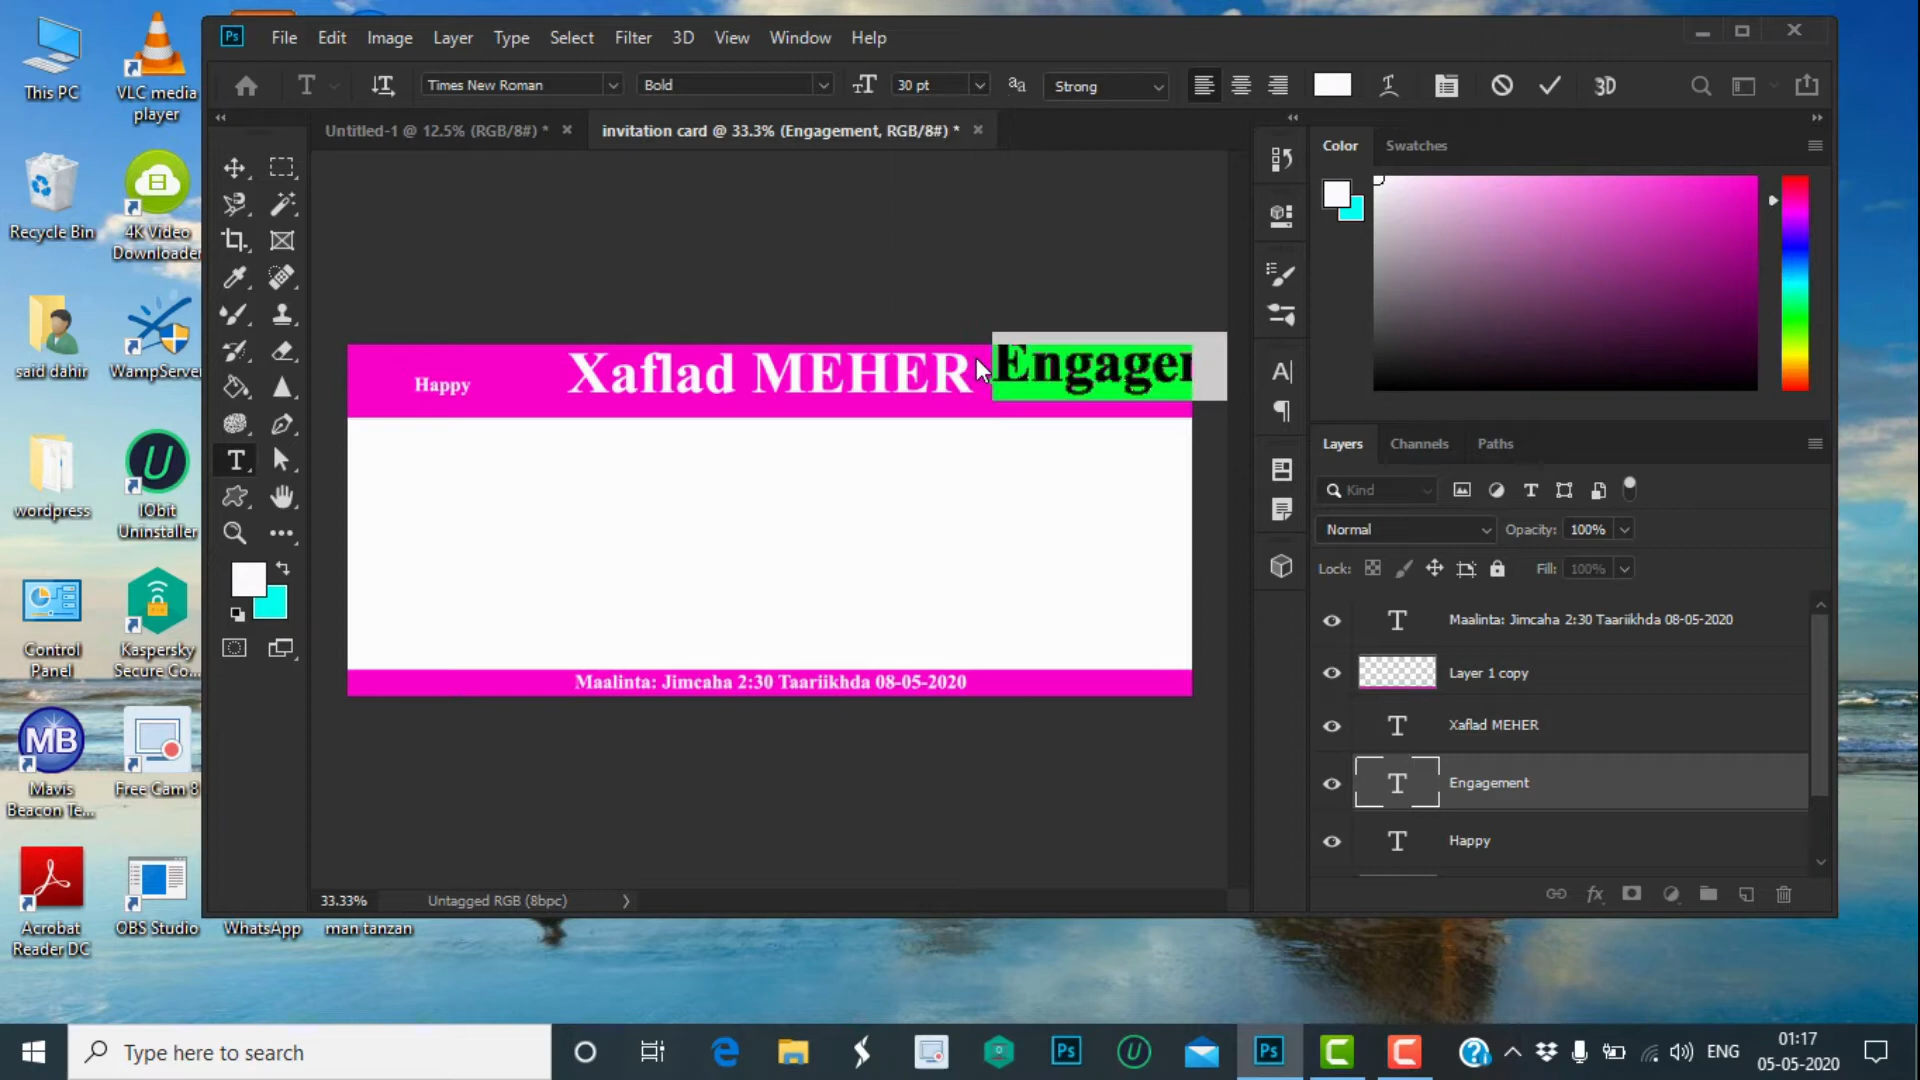 This PC
VLC media
player
Recycle Bin
4K Video
Downloader
said dahir
WampServer
wordpress
IObit
Uninstaller
Control
Panel
Kaspersky
Secure Co...
Mavis
Beacon Te...
Free Cam 8
Acrobat
Reader DC
OBS Studio
WhatsApp
man tanzan
Ps
File Edit Image Layer Type Select Filter 3D View Window Help
Times New Roman Bold 30 pt Strong 3D
Untitled-1 @ 12.5% (RGB/8#) * invitation card @ 33.3% (Engagement, RGB/8#) *
Happy Xaflad MEHER Engager
Maalinta: Jimcaha 2:30 Taariikhda 08-05-2020
33.33% Untagged RGB (8bpc)
Color Swatches
Layers Channels Paths
Kind
Normal Opacity: 100%
Lock: Fill: 100%
Maalinta: Jimcaha 2:30 Taariikhda 08-05-2020
Layer 1 copy
Xaflad MEHER
Engagement
Happy
Type here to search
ENG
01:17
05-05-2020